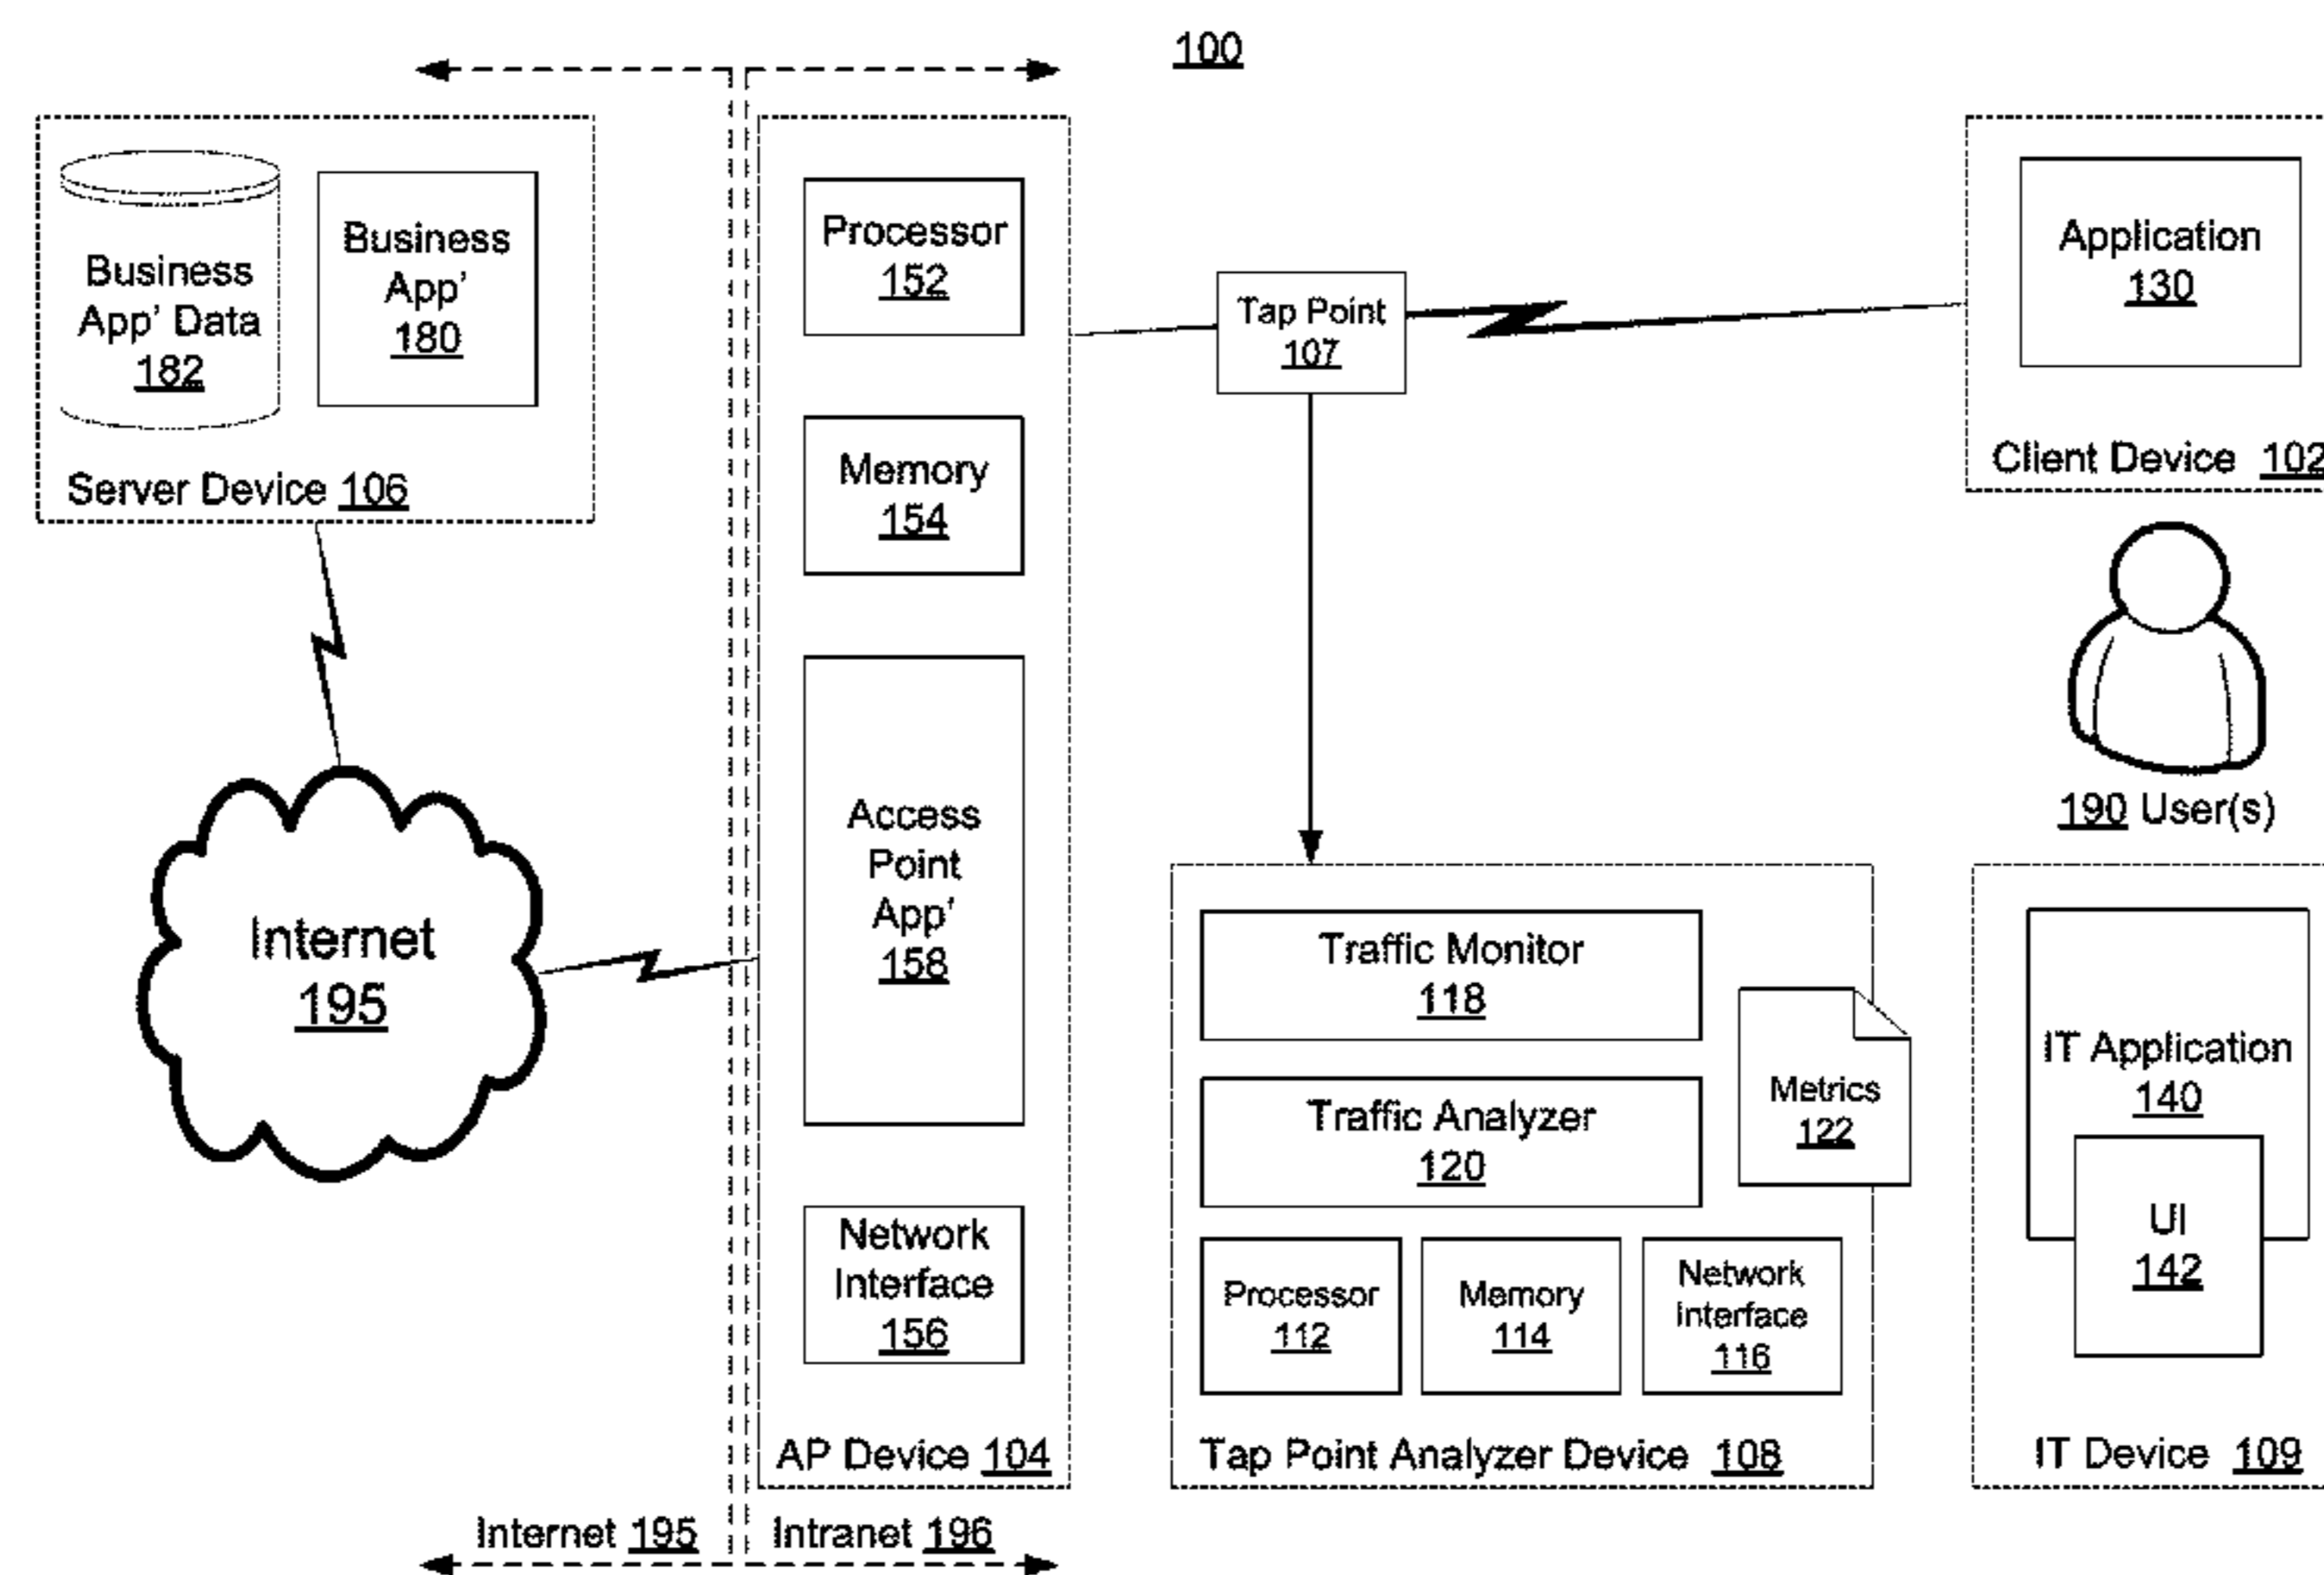 100
Business
App' Data
182
Business
App'
180
Server Device 106
Processor
152
Memory
154
Access
Point
App'
158
Network
Interface
156
AP Device 104
Tap Point
107
Application
130
Client Device 102
190 User(s)
Internet
195
Traffic Monitor
118
Traffic Analyzer
120
Metrics
122
Processor
112
Memory
114
Network
Interface
116
Tap Point Analyzer Device 108
IT Application
140
UI
142
IT Device 109
Internet 195
Intranet 196